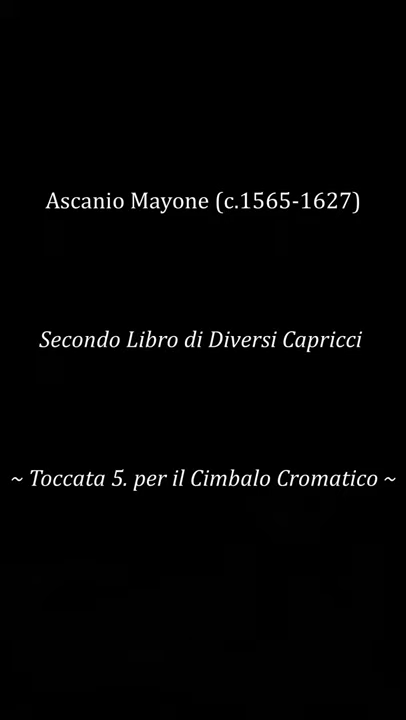 Ascanio Mayone (c.1565-1627)
Secondo Libro di Diversi Capricci
~ Toccata 5. per il Cimbalo Cromatico ~